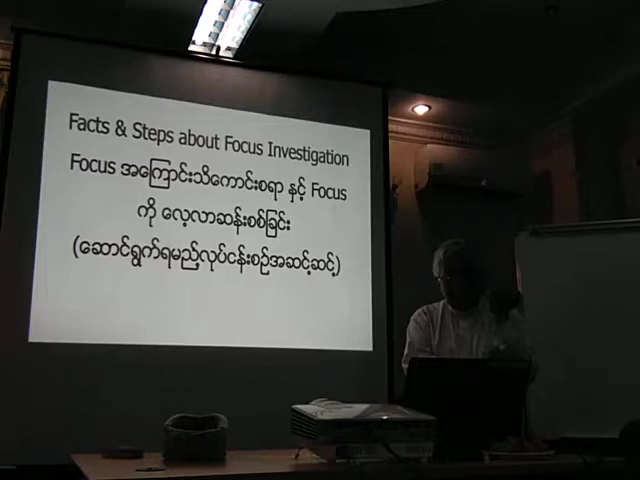 Facts & Steps about Focus Investigation
Focus အကြောင်းသိကောင်းစရာ နှင့် Focus
ကို လေ့လာဆန်းစစ်ခြင်း
(ဆောင်ရွက်ရမည့်လုပ်ငန်းစဉ်အဆင့်ဆင့်)